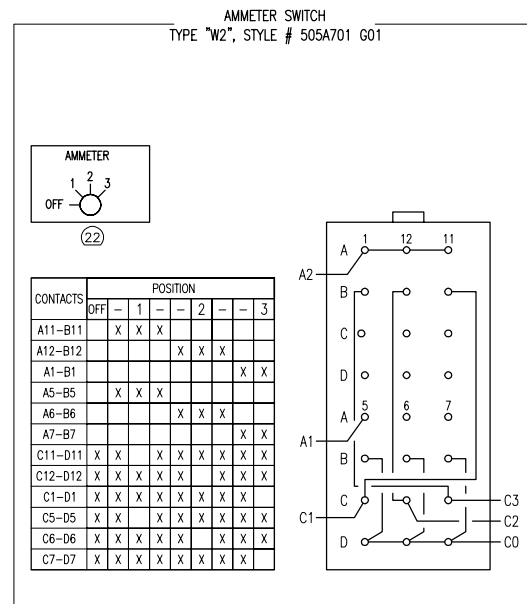 AMMETER SWITCH
TYPE "W2", STYLE # 505A701 G01
AMMETER
1 2 3
OFF
22
CONTACTS POSITION
OFF – 1 – – 2 – – 3
A11–B11 X X X
A12–B12 X X X
A1–B1 X X
A5–B5 X X X
A6–B6 X X X
A7–B7 X X
C11–D11 X X X X X X X X
C12–D12 X X X X X X X X
C1–D1 X X X X X X X
C5–D5 X X X X X X X X
C6–D6 X X X X X X X X
C7–D7 X X X X X X X
A 1 12 11
A2
B
C
D
A 5 6 7
A1
B
C C3
C1 C2
D C0